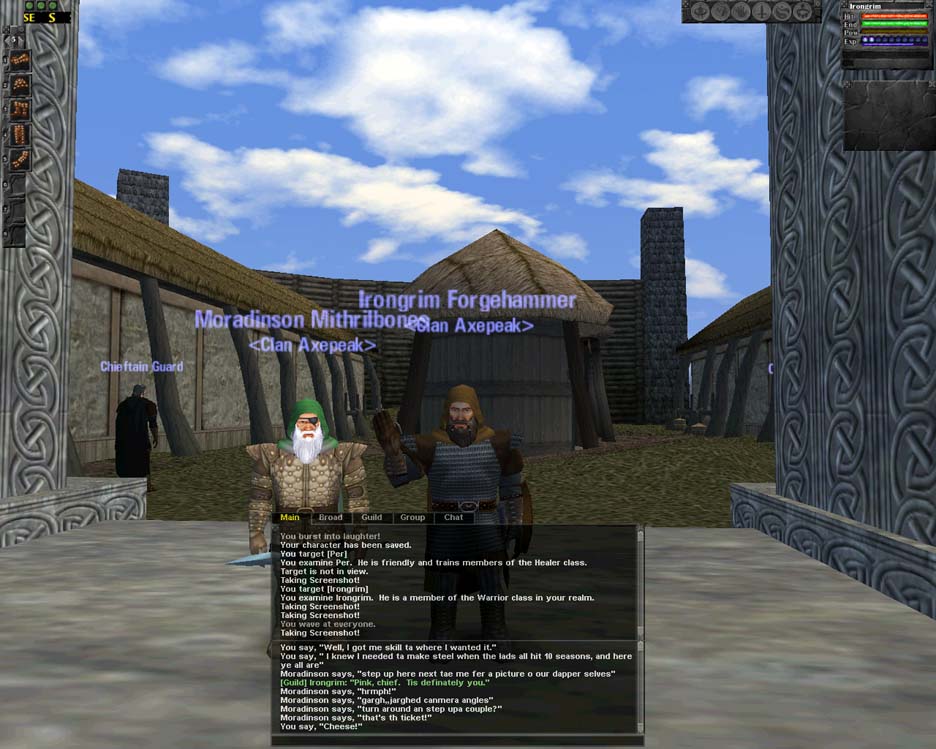 SE S
Irongrim
Hit
End
Pow
Exp
Irongrim Forgehammer
<Clan Axepeak>
Moradinson Mithrilbones
<Clan Axepeak>
Chieftain Guard
Main Broad Guild Group Chat
You burst into laughter!
Your character has been saved.
You target [Per]
You examine Per. He is friendly and trains members of the Healer class.
Target is not in view.
Taking Screenshot!
You target [Irongrim]
You examine Irongrim. He is a member of the Warrior class in your realm.
Taking Screenshot!
Taking Screenshot!
You wave at everyone.
Taking Screenshot!
You say, "Well, I got me skill ta where I wanted it."
You say, " I knew I needed ta make steel when the lads all hit 10 seasons, and here
ye all are"
Moradinson says, "step up here next tae me fer a picture o our dapper selves"
[Guild] Irongrim: "Pink, chief. Tis definately you."
Moradinson says, "hrmph!"
Moradinson says, "gargh,,jarghed canmera angles"
Moradinson says, "turn around an step upa couple?"
Moradinson says, "that's th ticket!"
You say, "Cheese!"